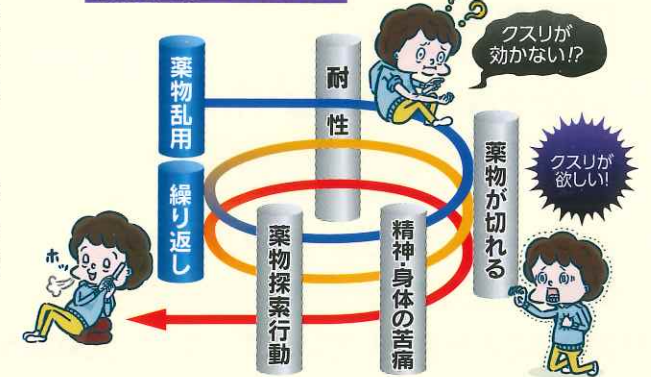 薬物乱用
繰り返し
耐性
クスリが
効かない!?
薬物が切れる
クスリが
欲しい!
精神・身体の苦痛
薬物探索行動
ホッ